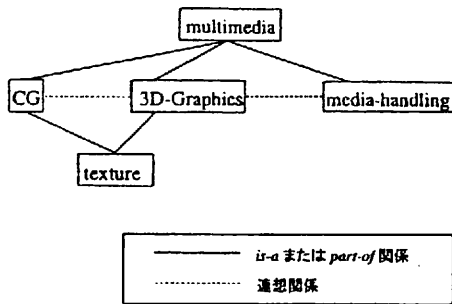 multimedia
CG
3D-Graphics
media-handling
texture
is-a または part-of 関係
連想関係